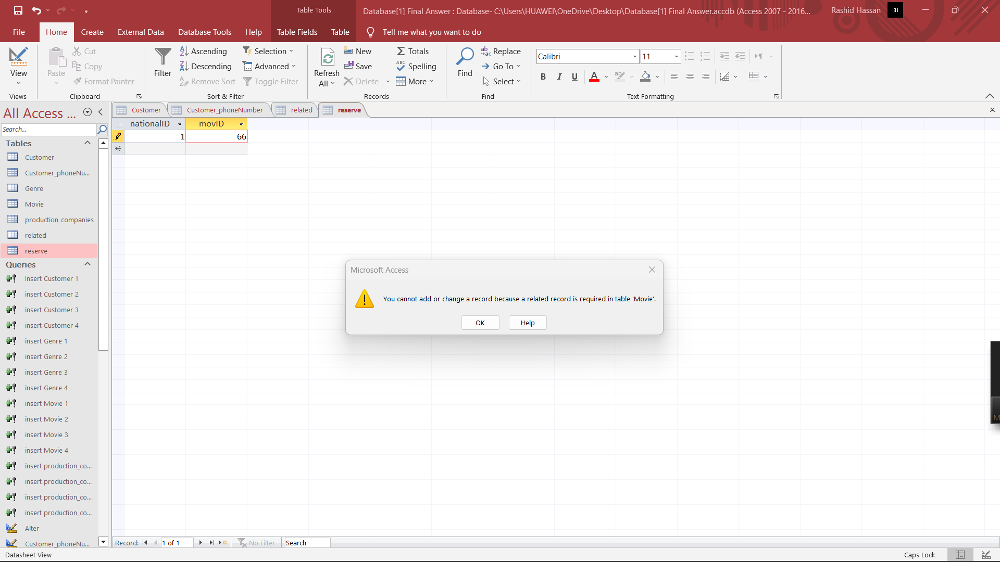 Table Tools
Database[1] Final Answer : Database- C:\Users\HUAWEI\OneDrive\Desktop\Database[1] Final Answer.accdb (Access 2007 - 2016...
Rashid Hassan
File
Home
Create
External Data
Database Tools
Help
Table Fields
Table
Tell me what you want to do
View
Paste
Cut
Copy
Format Painter
Filter
Ascending
Descending
Remove Sort
Selection
Advanced
Toggle Filter
Refresh
All
New
Save
Delete
Totals
Spelling
More
Find
Replace
Go To
Select
Calibri
11
B
I
U
Views
Clipboard
Sort & Filter
Records
Find
Text Formatting
All Access ...
Search...
Customer
Customer_phoneNumber
related
reserve
nationalID
movID
1
66
Tables
Customer
Customer_phoneNu...
Genre
Movie
production_companies
related
reserve
Queries
Insert Customer 1
insert Customer 2
insert Customer 3
insert Customer 4
insert Genre 1
insert Genre 2
insert Genre 3
insert Genre 4
insert Movie 1
insert Movie 2
insert Movie 3
insert Movie 4
insert production_co...
insert production_co...
insert production_co...
insert production_co...
Alter
Customer_phoneNu...
Microsoft Access
You cannot add or change a record because a related record is required in table 'Movie'.
OK
Help
Record:
1 of 1
No Filter
Search
Datasheet View
Caps Lock